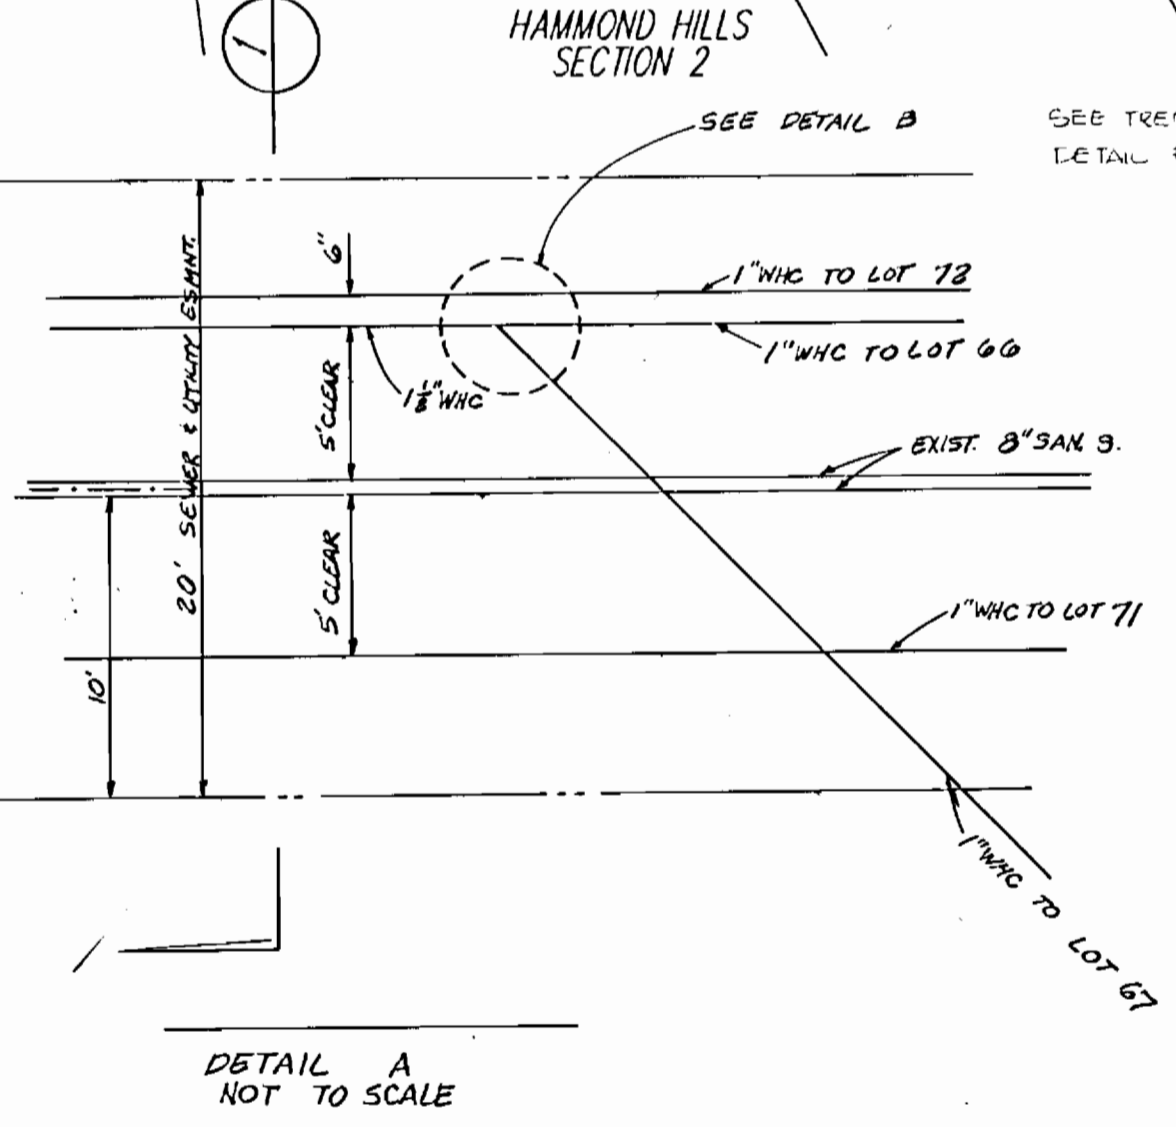 HAMMOND HILLS
SECTION 2
1
SEE DETAIL B
SEE
DETAIL
20' SEWER & UTILITY ESMNT.
6"
1" WHC TO LOT 72
1" WHC TO LOT 66
5' CLEAR
WHC
EXIST. 8" SAN. S.
5' CLEAR
1" WHC TO LOT 71
10'
1" WHC TO LOT 67
DETAIL A
NOT TO SCALE